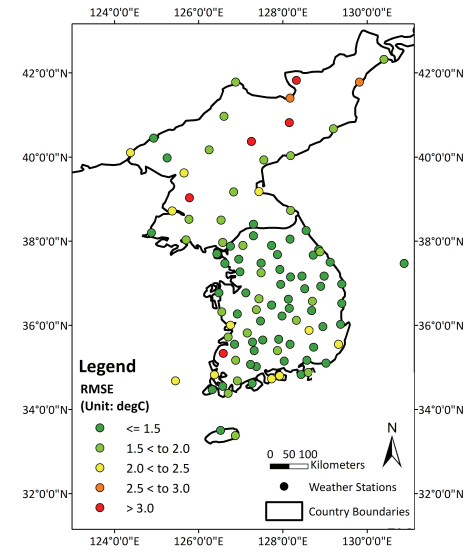 124°0'0"E 126°0'0"E 128°0'0"E 130°0'0"E
42°0'0"N 42°0'0"N
40°0'0"N 40°0'0"N
38°0'0"N 38°0'0"N
36°0'0"N 36°0'0"N
34°0'0"N 34°0'0"N
32°0'0"N 32°0'0"N
Legend
RMSE
(Unit: degC)
<= 1.5
1.5 < to 2.0
2.0 < to 2.5
2.5 < to 3.0
> 3.0
N
0 50 100
Kilometers
Weather Stations
Country Boundaries
124°0'0"E 126°0'0"E 128°0'0"E 130°0'0"E